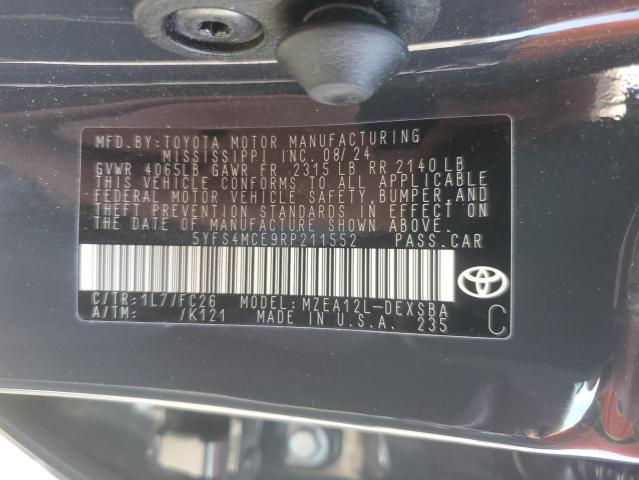 MFD.BY:TOYOTA MOTOR MANUFACTURING
MISSISSIPPI INC. 08/24
GVWR 4065LB GAWR FR 2315 LB RR 2140 LB
THIS VEHICLE CONFORMS TO ALL APPLICABLE
FEDERAL MOTOR VEHICLE SAFETY, BUMPER, AND
THEFT PREVENTION STANDARDS IN EFFECT ON
THE DATE OF MANUFACTURE SHOWN ABOVE.
5YFS4MCE9RP211552 PASS.CAR
C/TR:1L7/FC26 MODEL:MZEA12L-DEXSBA
A/TM: /K121 MADE IN U.S.A. 235
C